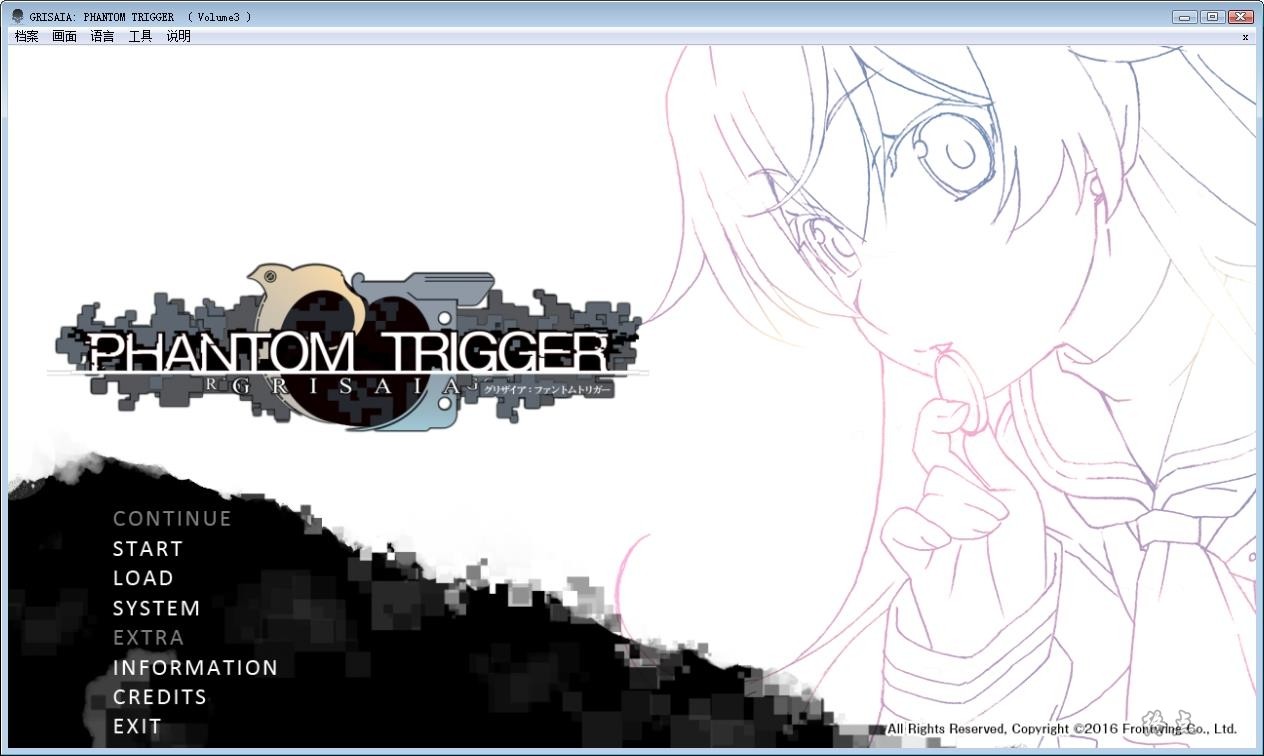 GRISAIA: PHANTOM TRIGGER （ Volume3 ）
档案 画面 语言 工具 说明
x
PHANTOM TRIGGER
GRISAIA
グリザイア：ファントムトリガー
CONTINUE
START
LOAD
SYSTEM
EXTRA
INFORMATION
CREDITS
EXIT
All Rights Reserved, Copyright ©2016 Frontwing Co., Ltd.